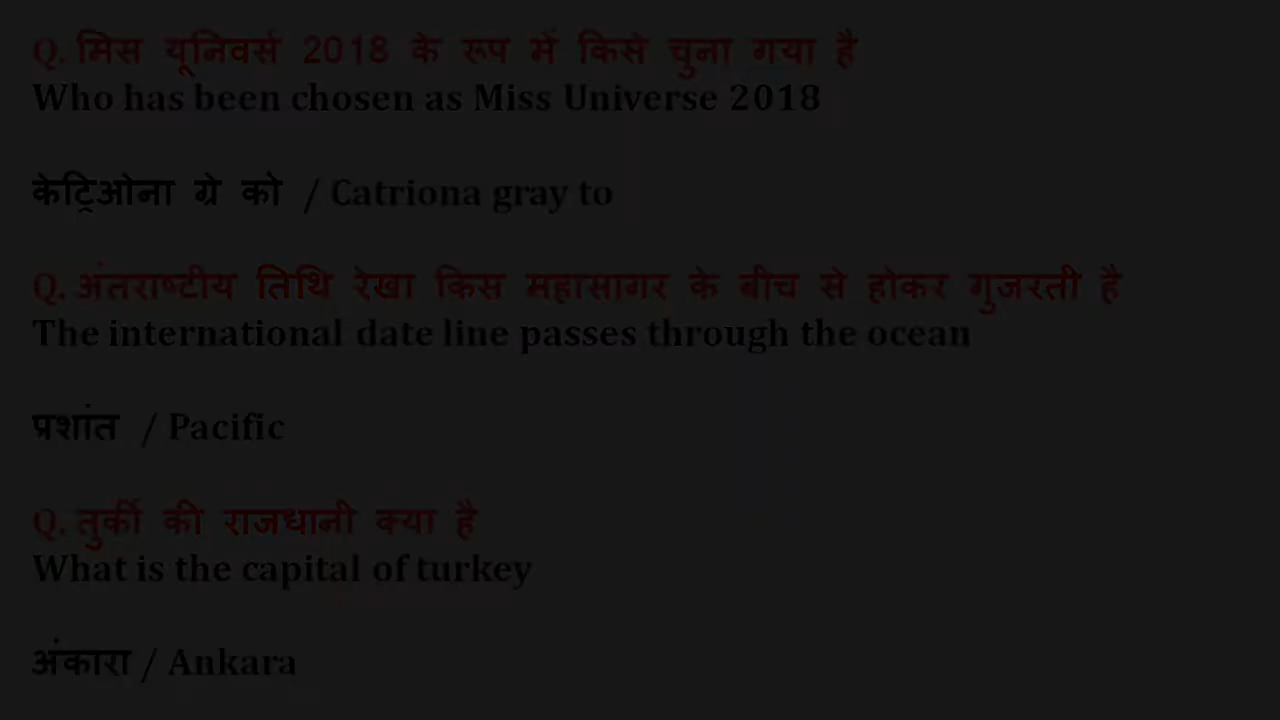 Q. मिस यूनिवर्स 2018 के रूप में किसे चुना गया है
Who has been chosen as Miss Universe 2018
केट्रिओना ग्रे को / Catriona gray to
Q. अंतराष्टीय तिथि रेखा किस महासागर के बीच से होकर गुजरती है
The international date line passes through the ocean
प्रशांत / Pacific
Q. तुर्की की राजधानी क्या है
What is the capital of turkey
अंकारा / Ankara